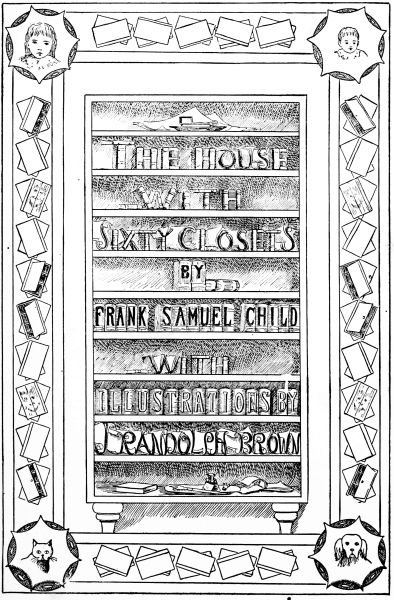 THE HOUSE
WITH
SIXTY CLOSETS
BY
FRANK SAMUEL CHILD
WITH
ILLUSTRATIONS BY
J RANDOLPH BROWN